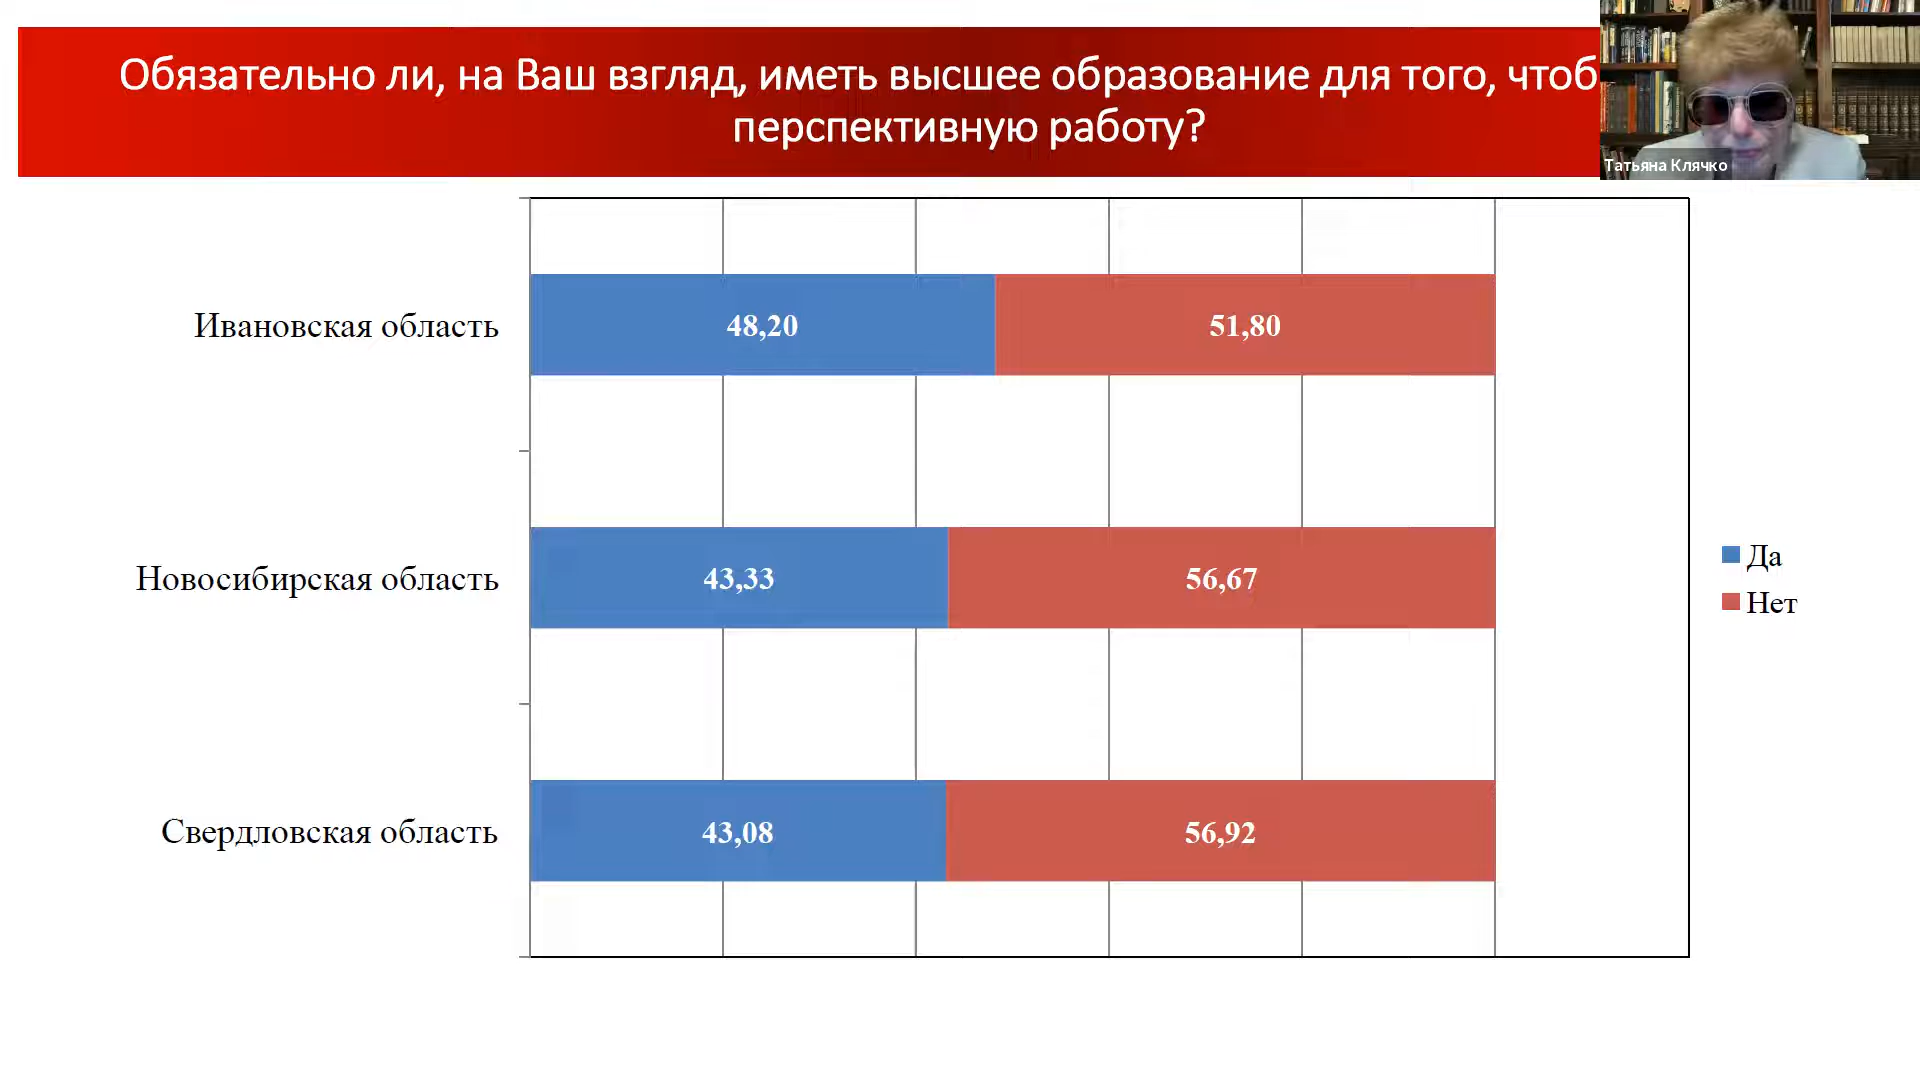 Обязательно ли, на Ваш взгляд, иметь высшее образование для того, чтоб
перспективную работу?
Татьяна Клячко
Ивановская область
48,20
51,80
Новосибирская область
43,33
56,67
Свердловская область
43,08
56,92
Да
Нет